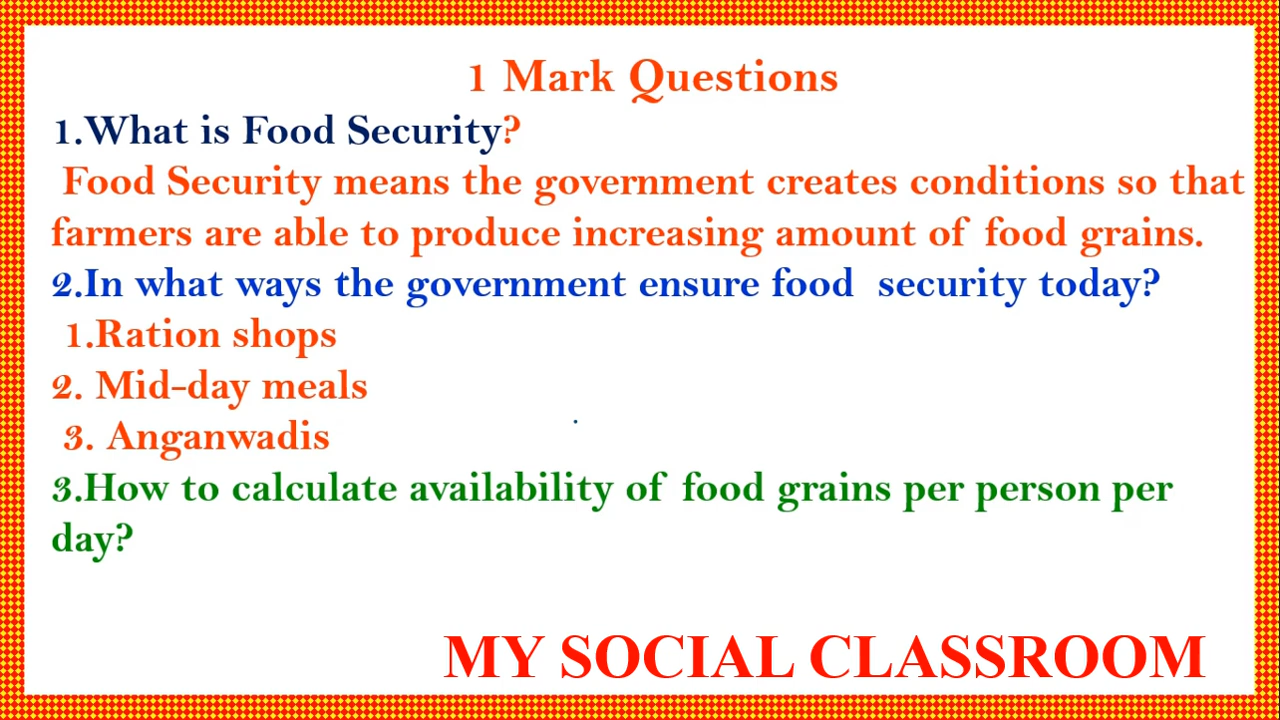 1 Mark Questions
1.What is Food Security?
Food Security means the government creates conditions so that
farmers are able to produce increasing amount of food grains.
2.In what ways the government ensure food security today?
1.Ration shops
2. Mid-day meals
3. Anganwadis
3.How to calculate availability of food grains per person per
day?
MY SOCIAL CLASSROOM